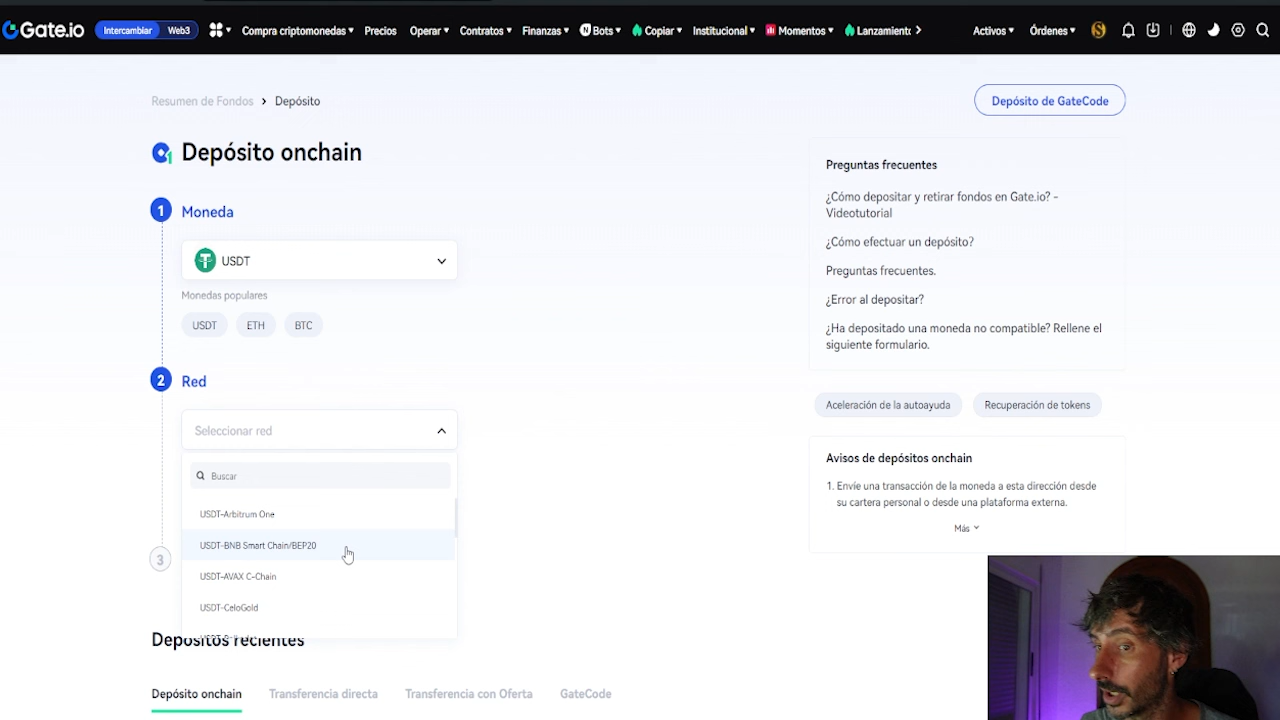 Gate.io Intercambiar Web3 Compra criptomonedas Precios Operar Contratos Finanzas Bots Copiar Institucional Momentos Lanzamiento Activos Órdenes
Resumen de Fondos > Depósito
Depósito de GateCode
Depósito onchain
1 Moneda
USDT
Monedas populares
USDT ETH BTC
2 Red
Seleccionar red
Buscar
USDT-Arbitrum One
USDT-BNB Smart Chain/BEP20
USDT-AVAX C-Chain
USDT-CeloGold
3
Depósitos recientes
Depósito onchain Transferencia directa Transferencia con Oferta GateCode
Preguntas frecuentes
¿Cómo depositar y retirar fondos en Gate.io? -
Videotutorial
¿Cómo efectuar un depósito?
Preguntas frecuentes.
¿Error al depositar?
¿Ha depositado una moneda no compatible? Rellene el
siguiente formulario.
Aceleración de la autoayuda Recuperación de tokens
Avisos de depósitos onchain
1. Envíe una transacción de la moneda a esta dirección desde
su cartera personal o desde una plataforma externa.
Más